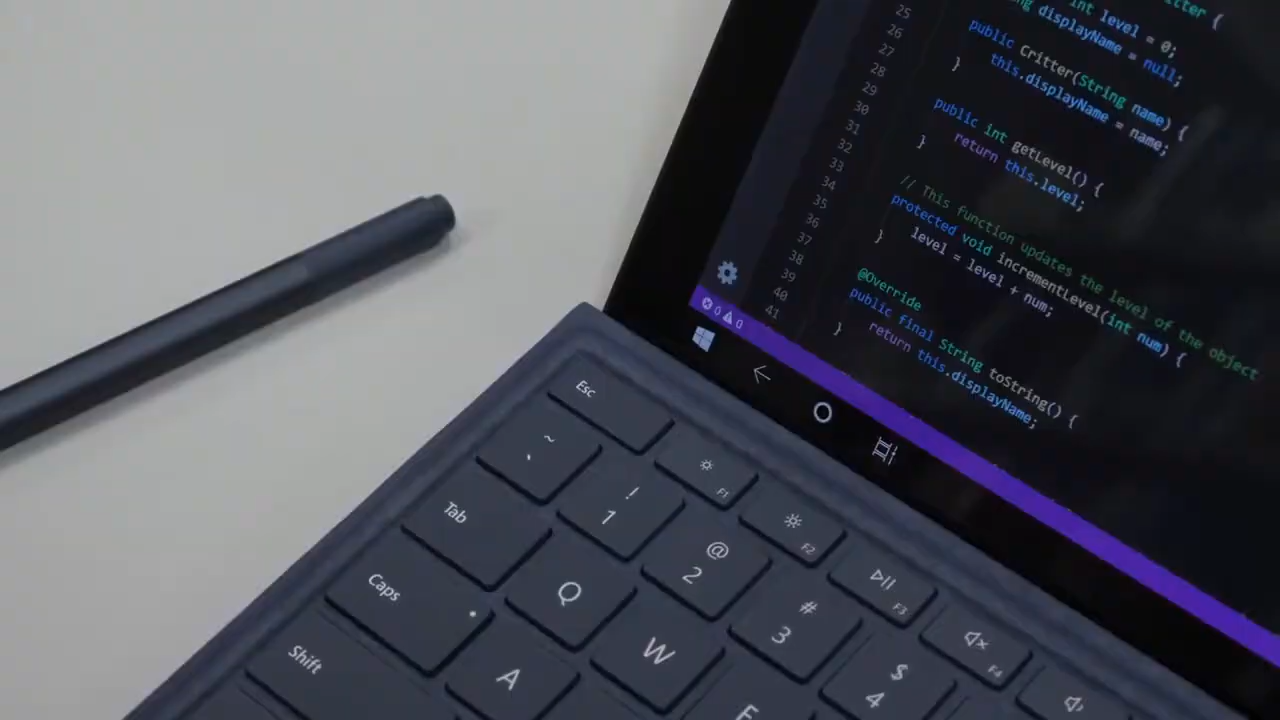 int level = 0;
displayName = null;
public Critter(String name) {
this.displayName = name;
}
public int getLevel() {
return this.level;
}
// This function updates the level of the object
protected void incrementLevel(int num) {
level = level + num;
}
@Override
public final String toString() {
return this.displayName;
}
25
26
27
28
29
30
31
32
33
34
35
36
37
38
39
40
41
0 0
Esc
~
`
! 1
@ 2
# 3
$ 4
F1
F2
F3
F4
Tab
Q
W
E
Caps
A
Shift